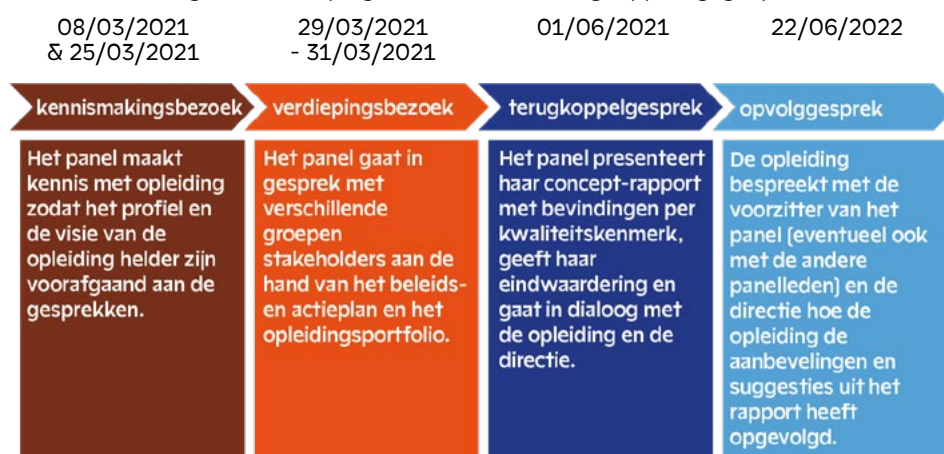 08/03/2021
& 25/03/2021
29/03/2021
- 31/03/2021
01/06/2021
22/06/2022
kennismakingsbezoek
verdiepingsbezoek
terugkoppelgesprek
opvolggesprek
Het panel maakt
kennis met opleiding
zodat het profiel en
de visie van de
opleiding helder zijn
voorafgaand aan de
gesprekken.
Het panel gaat in
gesprek met
verschillende
groepen
stakeholders aan de
hand van het beleids-
en actieplan en het
opleidingsportfolio.
Het panel presenteert
haar concept-rapport
met bevindingen per
kwaliteitskenmerk,
geeft haar
eindwaardering en
gaat in dialoog met
de opleiding en de
directie.
De opleiding
bespreekt met de
voorzitter van het
panel (eventueel ook
met de andere
panelleden) en de
directie hoe de
opleiding de
aanbevelingen en
suggesties uit het
rapport heeft
opgevolgd.